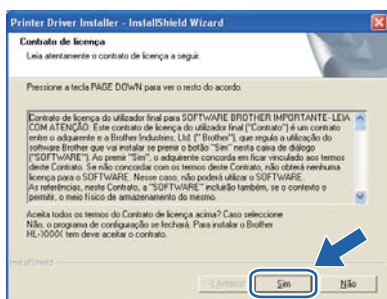 Printer Driver Installer - InstallShield Wizard
Contrato de licença
Leia atentamente o contrato de licença a seguir.
Pressione a tecla PAGE DOWN para ver o resto do acordo.
Contrato de licença do utilizador final para SOFTWARE BROTHER IMPORTANTE- LEIA
COM ATENÇÃO: Este contrato de licença do utilizador final ("Contrato") é um contrato
entre o adquirente e a Brother Industries, Ltd. ("Brother"), que regula a utilização do
software Brother que vai instalar se premir o botão "Sim" nesta caixa de diálogo
("SOFTWARE"). Ao premir "Sim", o adquirente concorda em ficar vinculado aos termos
deste Contrato. Se não concordar com os termos deste Contrato, não obterá nenhuma
licença para o SOFTWARE. Nesse caso, não poderá utilizar o SOFTWARE.
As referências, neste Contrato, a "SOFTWARE" incluirão também, se o contexto o
permitir, o meio físico de armazenamento do mesmo.
Aceita todos os termos do Contrato de licença acima? Caso seleccione
Não, o programa de configuração se fechará. Para instalar o Brother
HL-XXXX tem deve aceitar o contrato.
InstallShield
< Anterior Sim Não